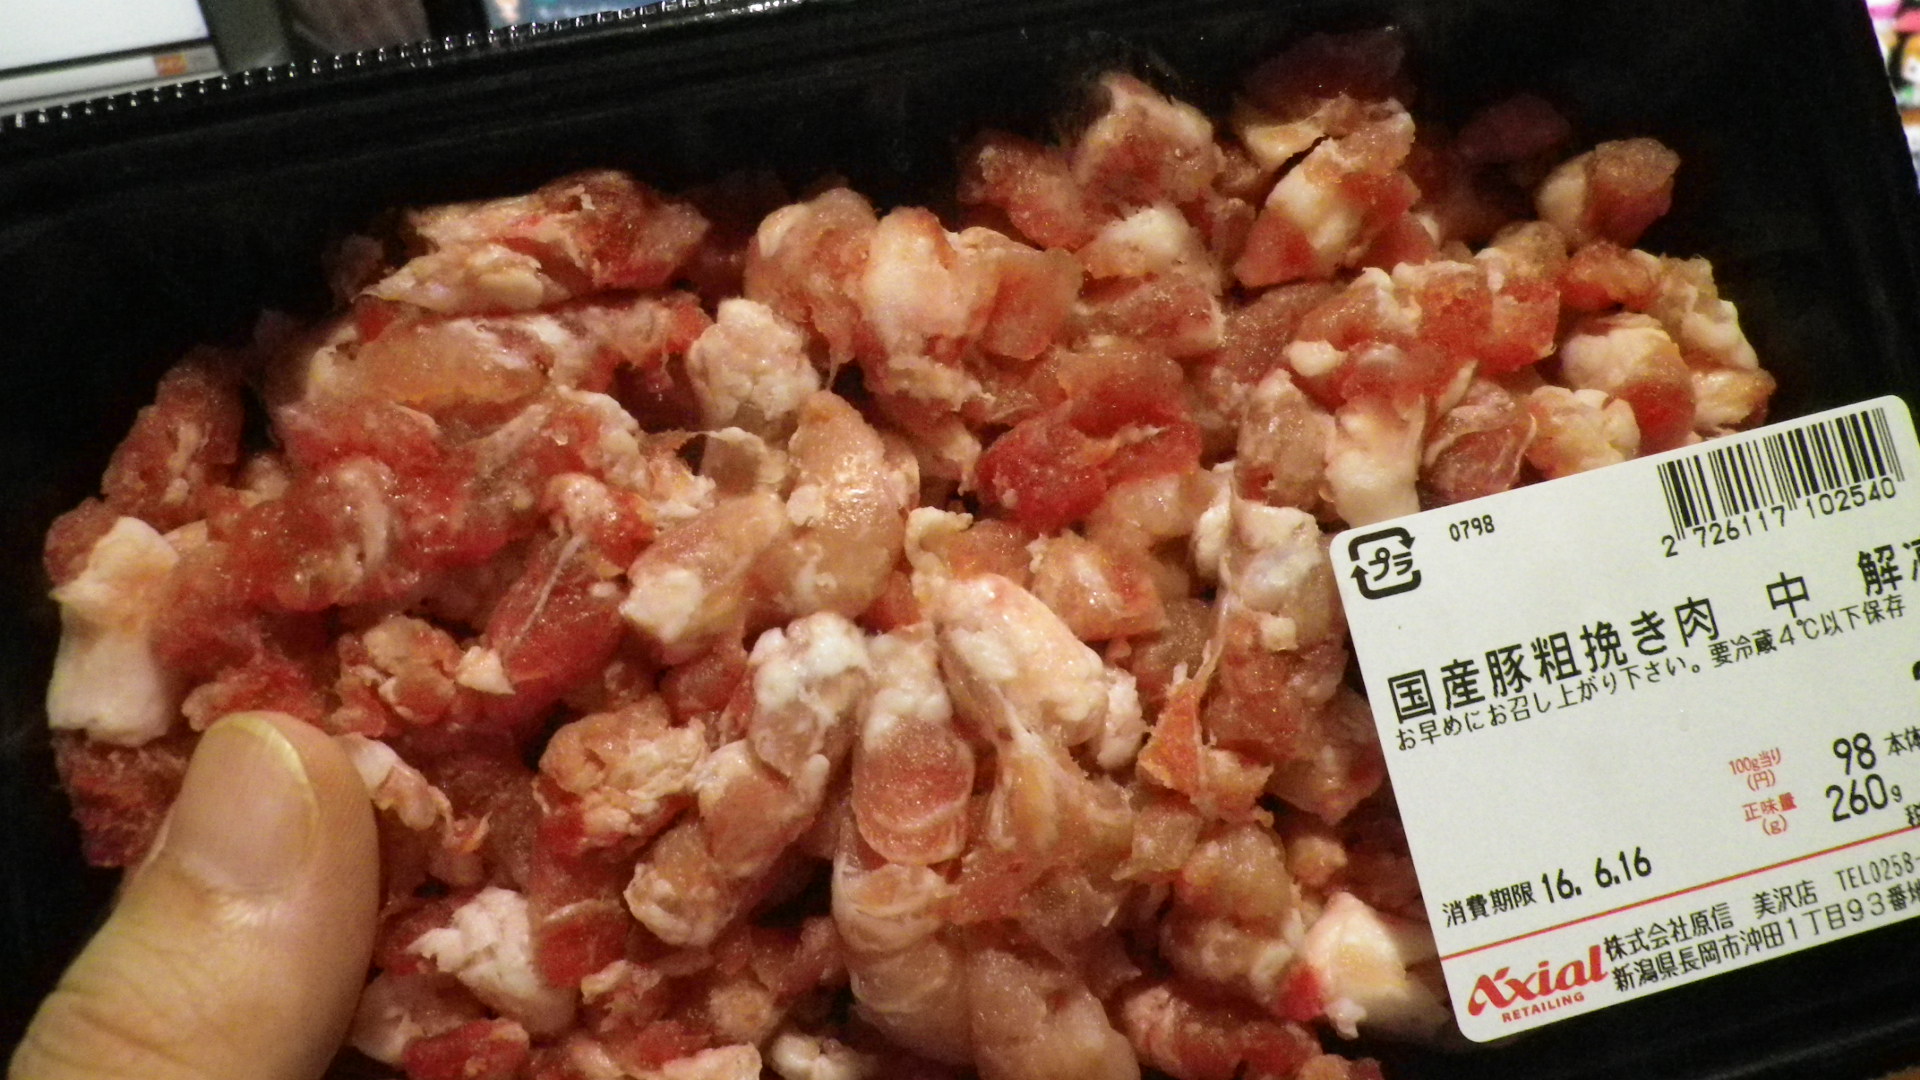 2 726117 102540
プラ
0798
国産豚粗挽き肉 中 解
お早めにお召し上がり下さい。要冷蔵4℃以下保存
100g当り
(円)
98 本体
正味量
(g)
260g
消費期限 16. 6.16
Axial
RETAILING
株式会社原信 美沢店 TEL0258-
新潟県長岡市沖田1丁目93番地